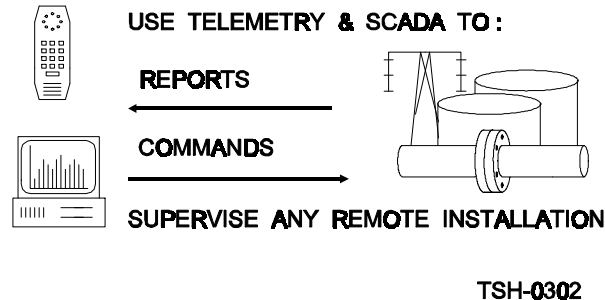 USE TELEMETRY & SCADA TO :
REPORTS
COMMANDS
SUPERVISE ANY REMOTE INSTALLATION
TSH-0302